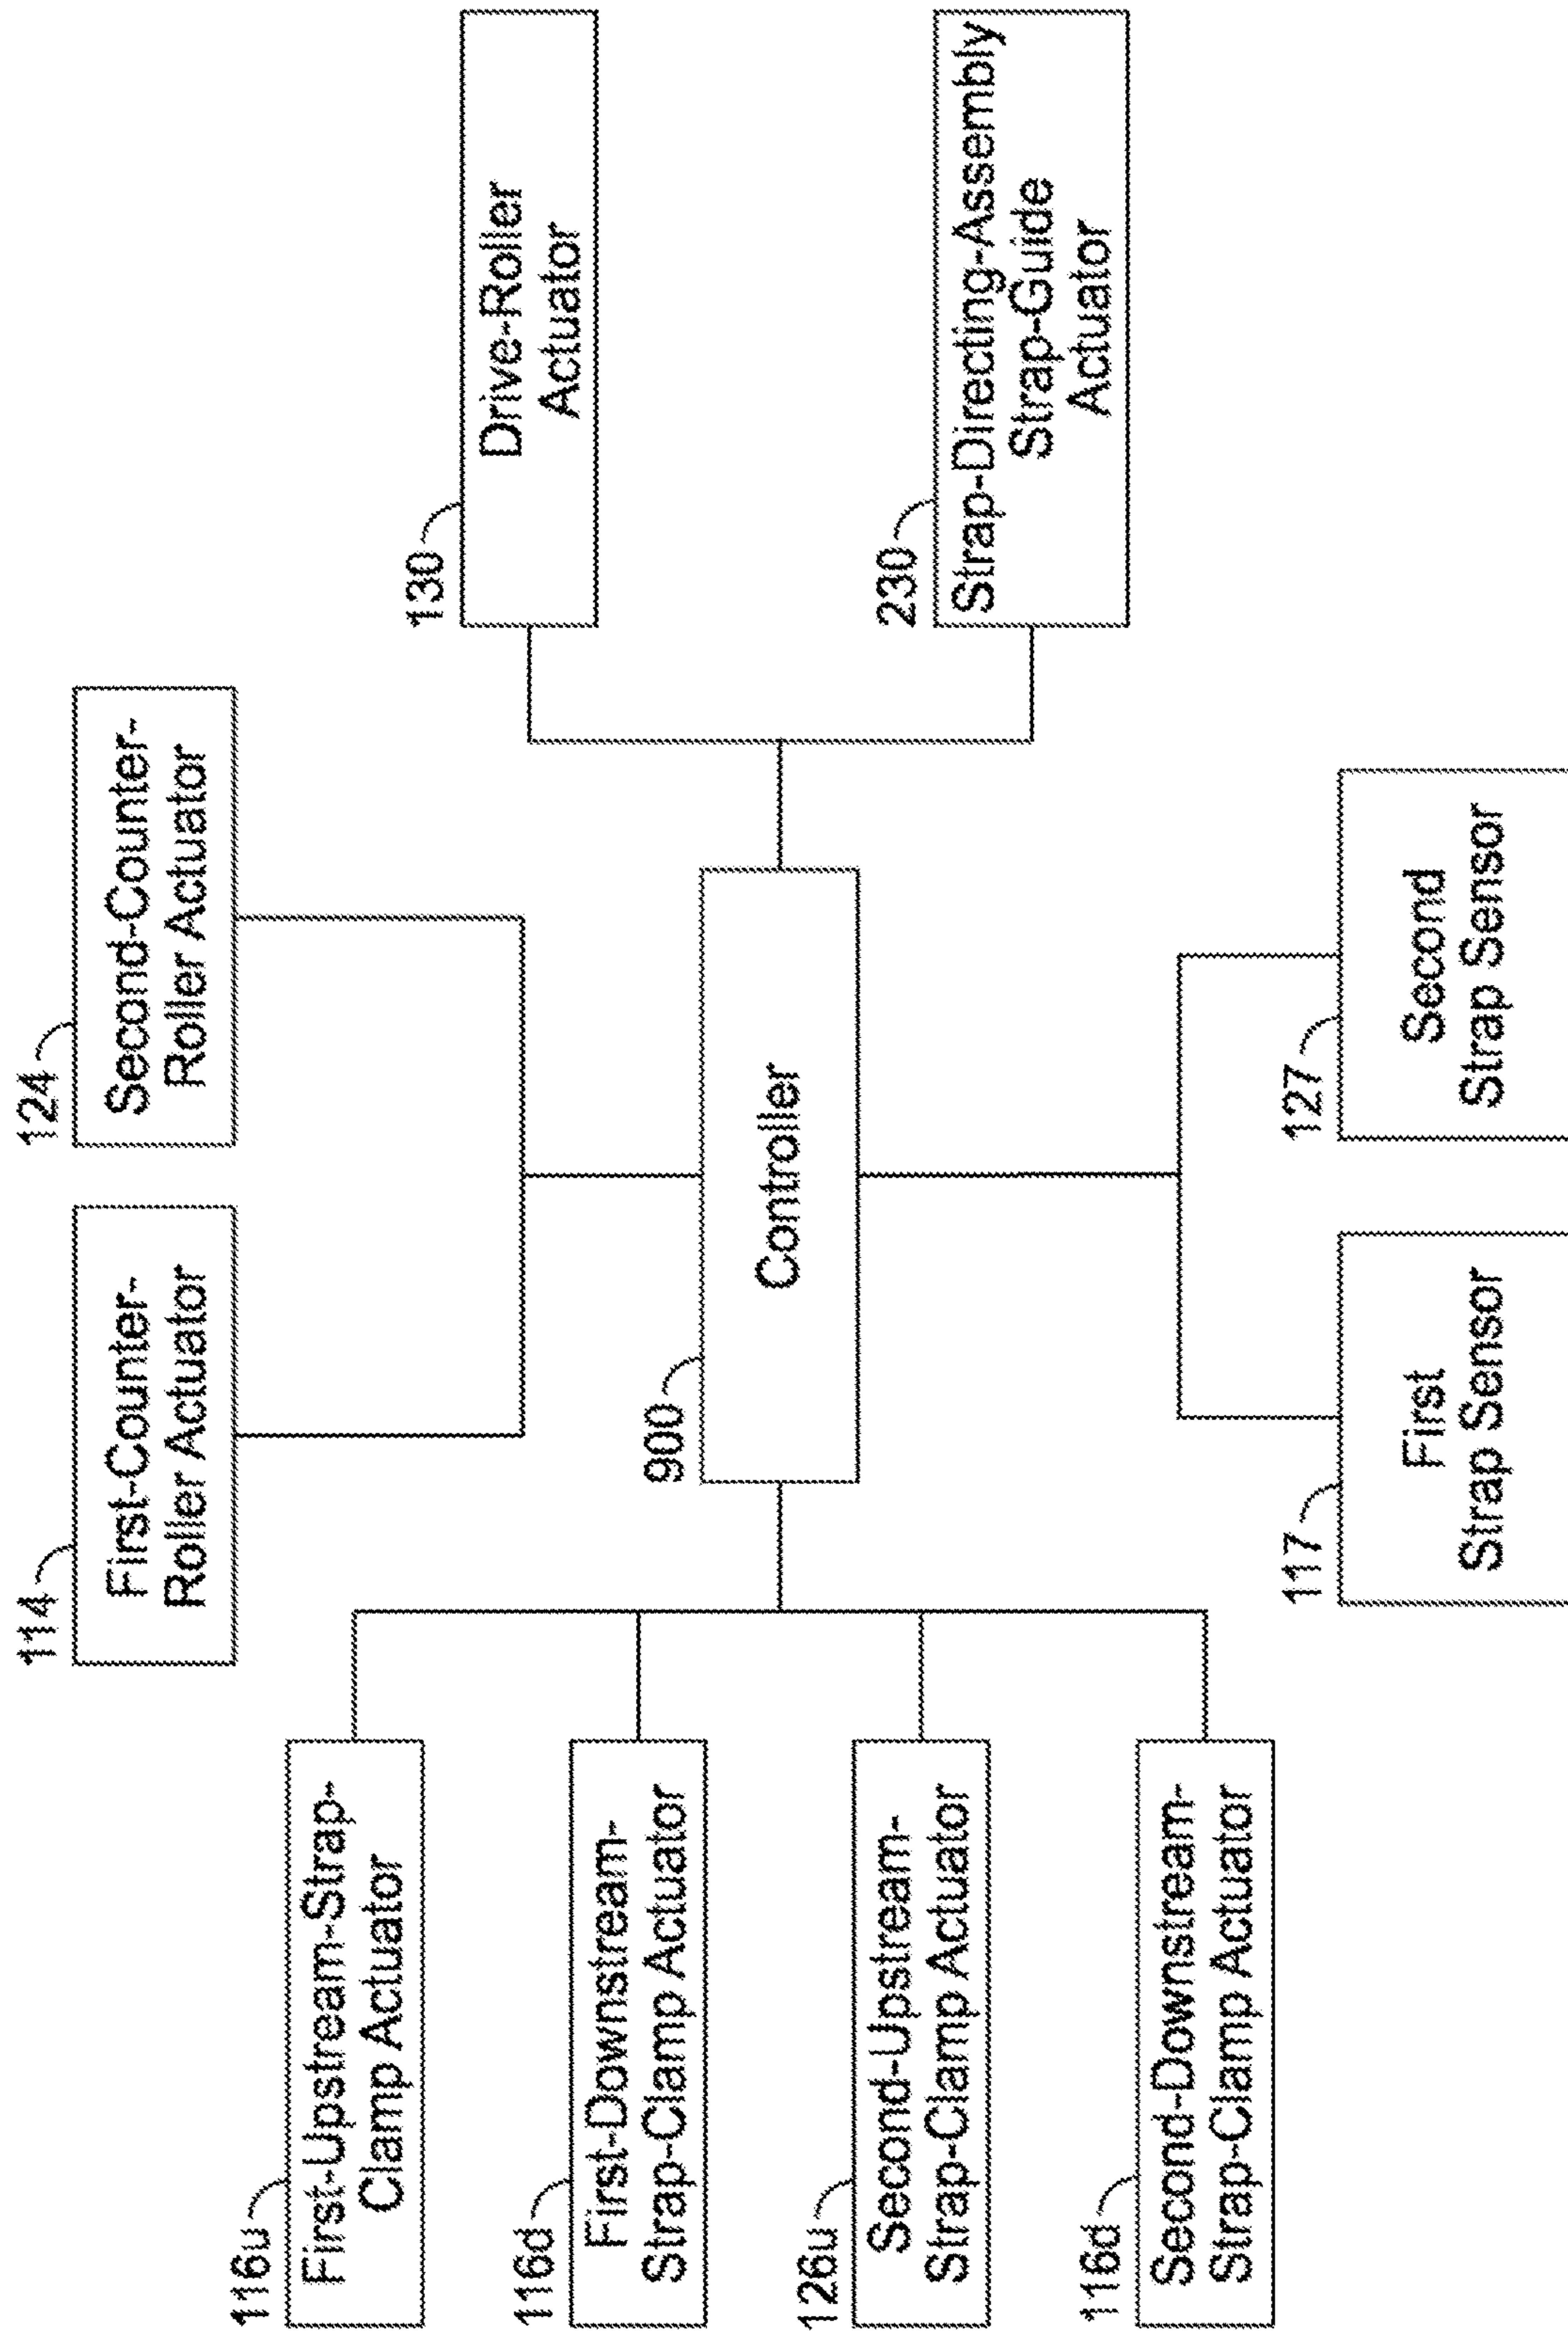 114
First-Counter-
Roller Actuator
124
Second-Counter-
Roller Actuator
116u
First-Upstream-Strap-
Clamp Actuator
116d
First-Downstream-
Strap-Clamp Actuator
126u
Second-Upstream-
Strap-Clamp Actuator
116d
Second-Downstream-
Strap-Clamp Actuator
900
Controller
130
Drive-Roller
Actuator
230
Strap-Directing-Assembly
Strap-Guide
Actuator
117
First
Strap Sensor
127
Second
Strap Sensor